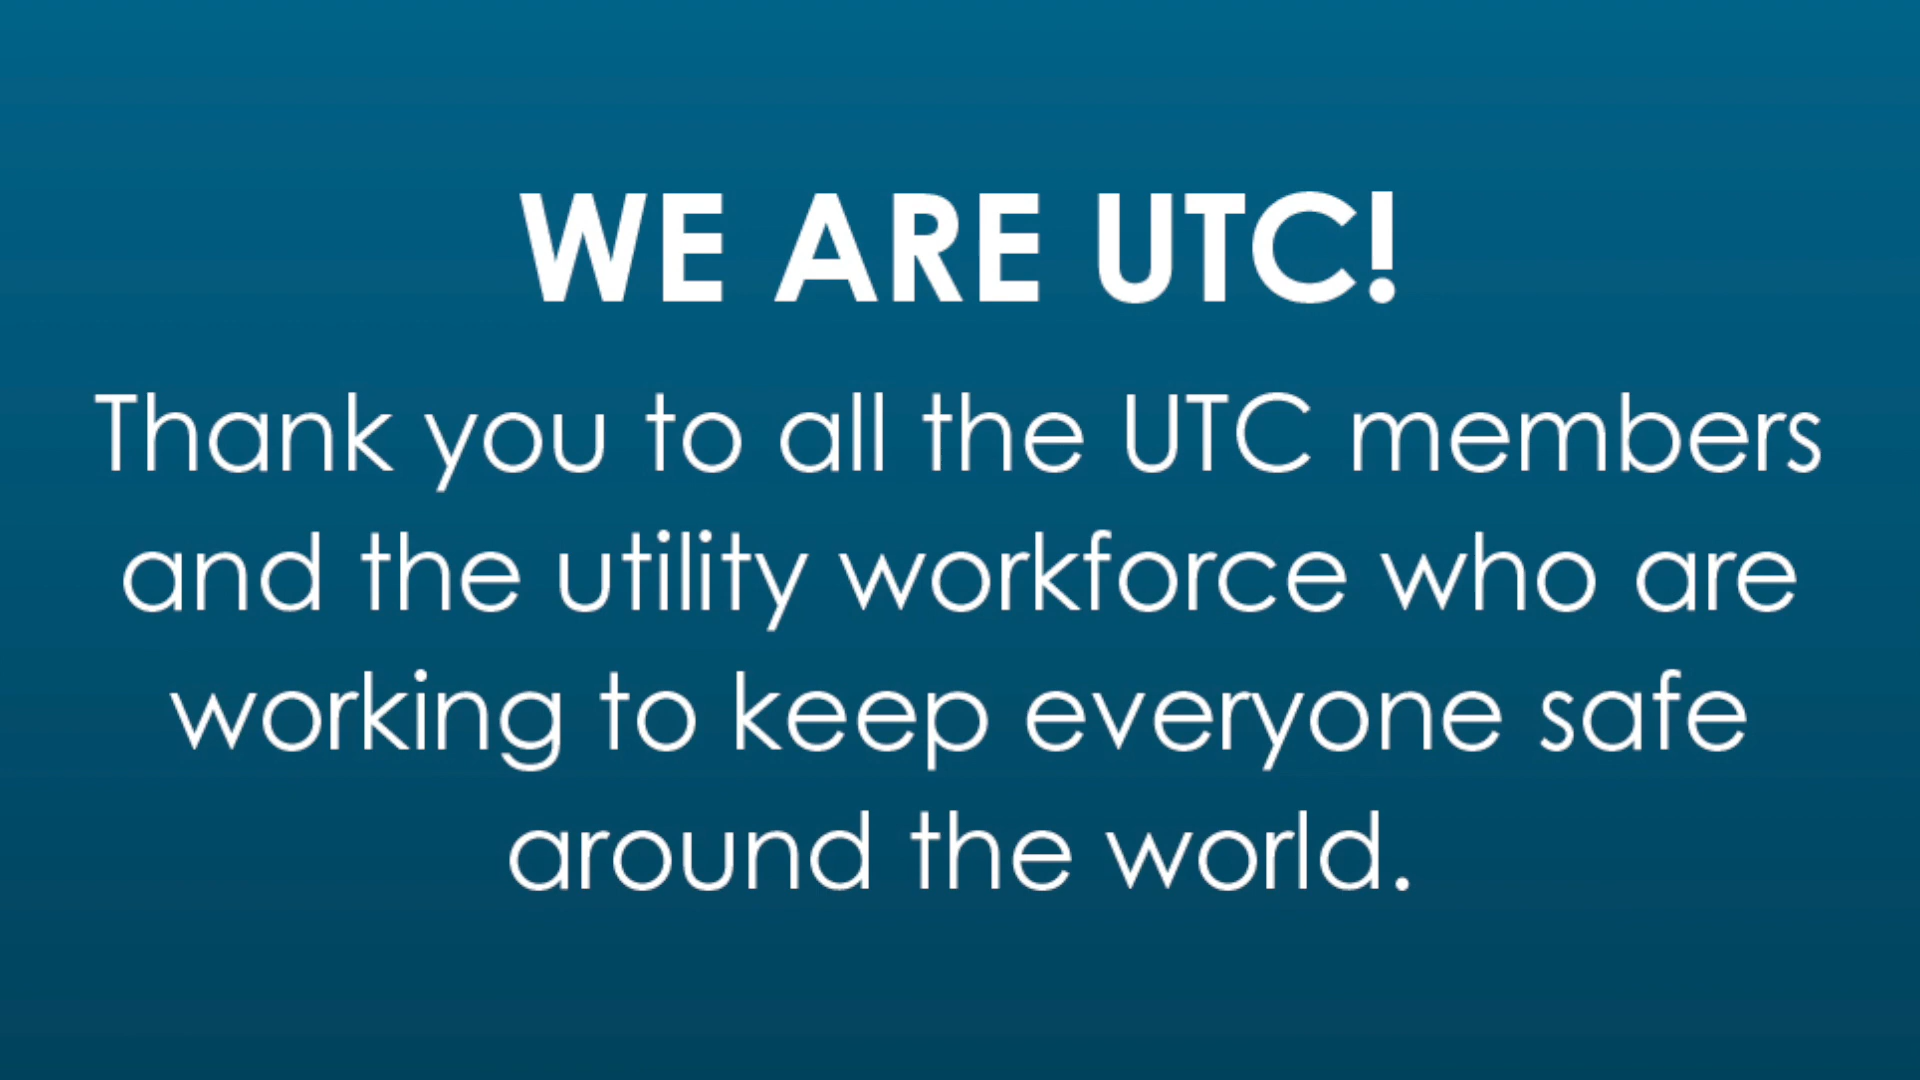 WE ARE UTC!
Thank you to all the UTC members
and the utility workforce who are
working to keep everyone safe
around the world.